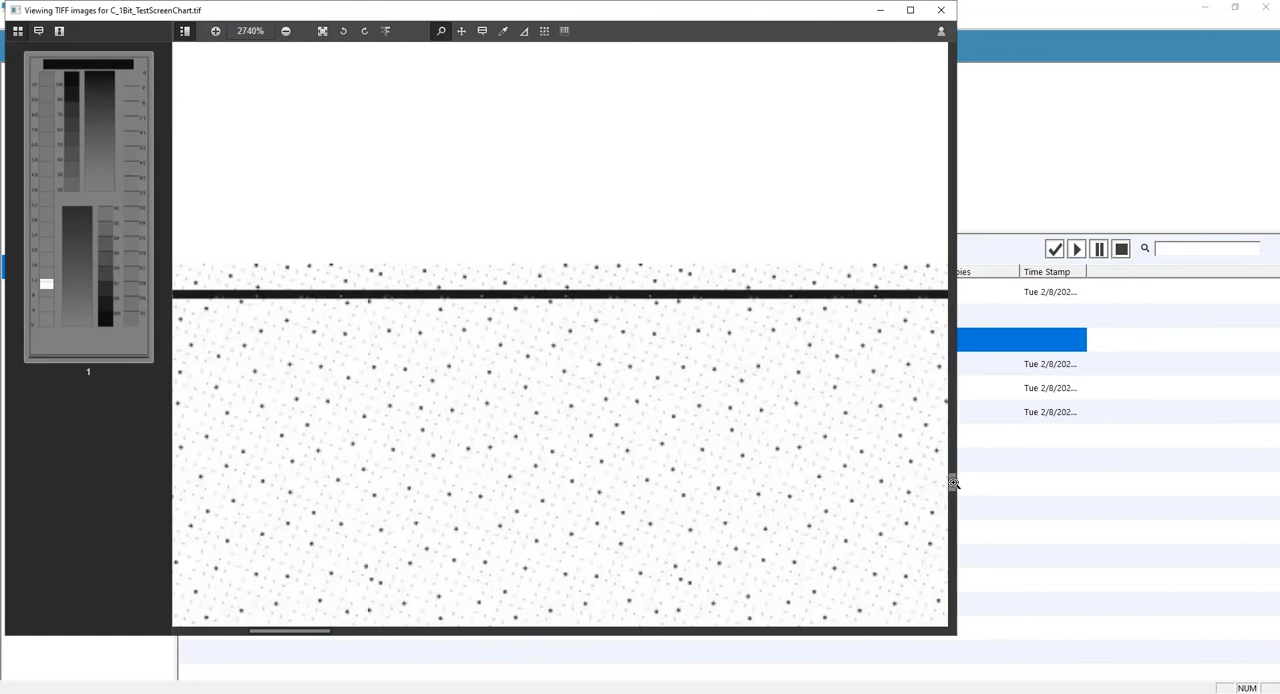 Viewing TIFF images for C_1Bit_TestScreenChart.tif
2740%
1
Time Stamp
Tue 2/8/202...
Tue 2/8/202...
Tue 2/8/202...
Tue 2/8/202...
NUM